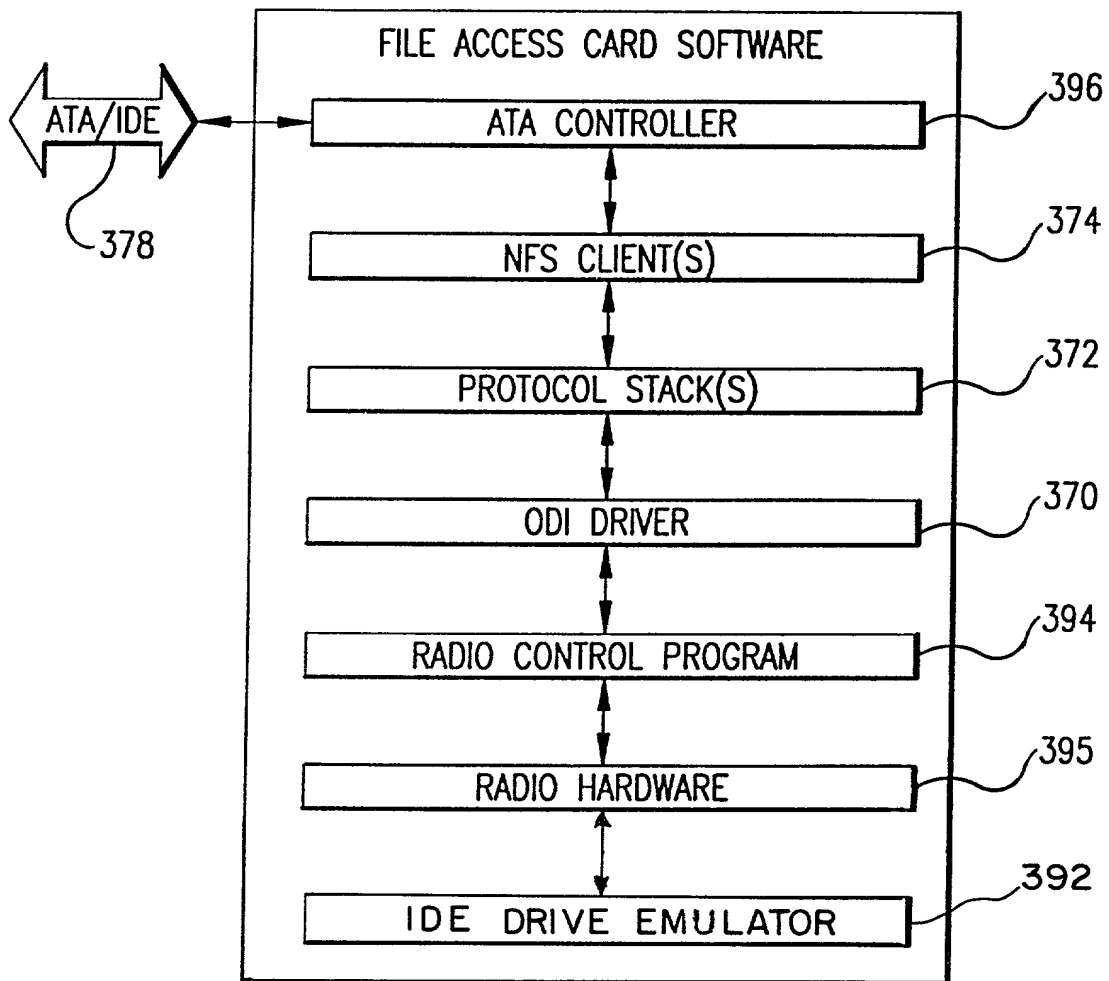 FILE ACCESS CARD SOFTWARE
396
ATA/IDE
ATA CONTROLLER
378
374
NFS CLIENT(S)
372
PROTOCOL STACK(S)
370
ODI DRIVER
394
RADIO CONTROL PROGRAM
395
RADIO HARDWARE
392
IDE DRIVE EMULATOR